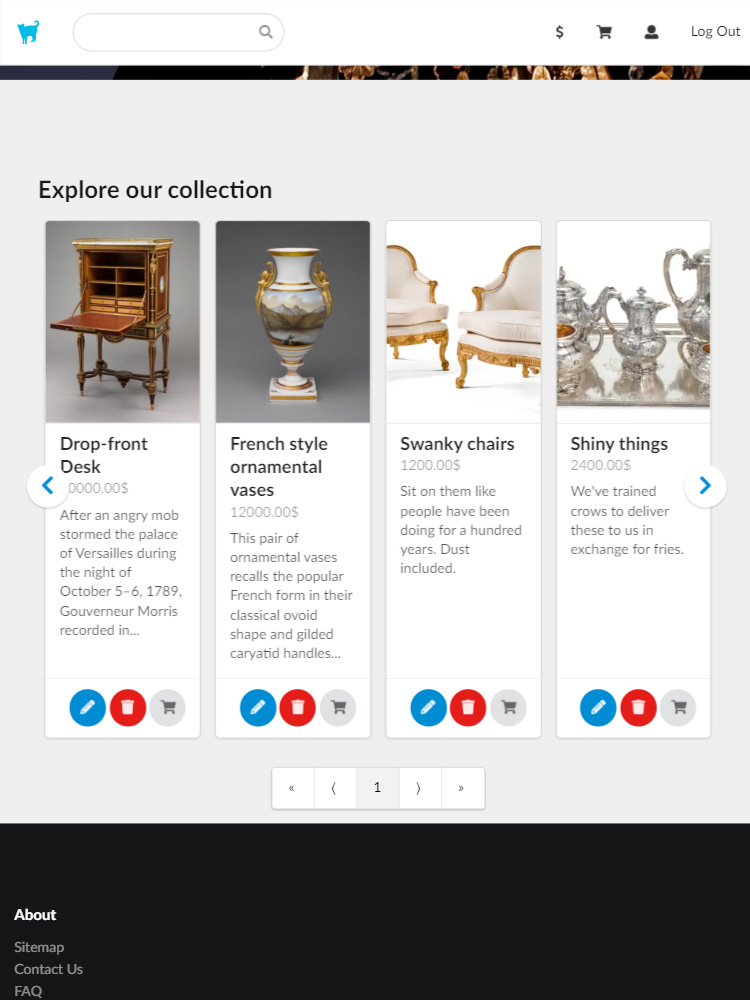 $
Log Out
Explore our collection
Drop-front
Desk
0000.00$
After an angry mob
stormed the palace
of Versailles during
the night of
October 5–6, 1789,
Gouverneur Morris
recorded in...
French style
ornamental
vases
12000.00$
This pair of
ornamental vases
recalls the popular
French form in their
classical ovoid
shape and gilded
caryatid handles...
Swanky chairs
1200.00$
Sit on them like
people have been
doing for a hundred
years. Dust
included.
Shiny things
2400.00$
We've trained
crows to deliver
these to us in
exchange for fries.
« ⟨ 1 ⟩ »
About
Sitemap
Contact Us
FAQ